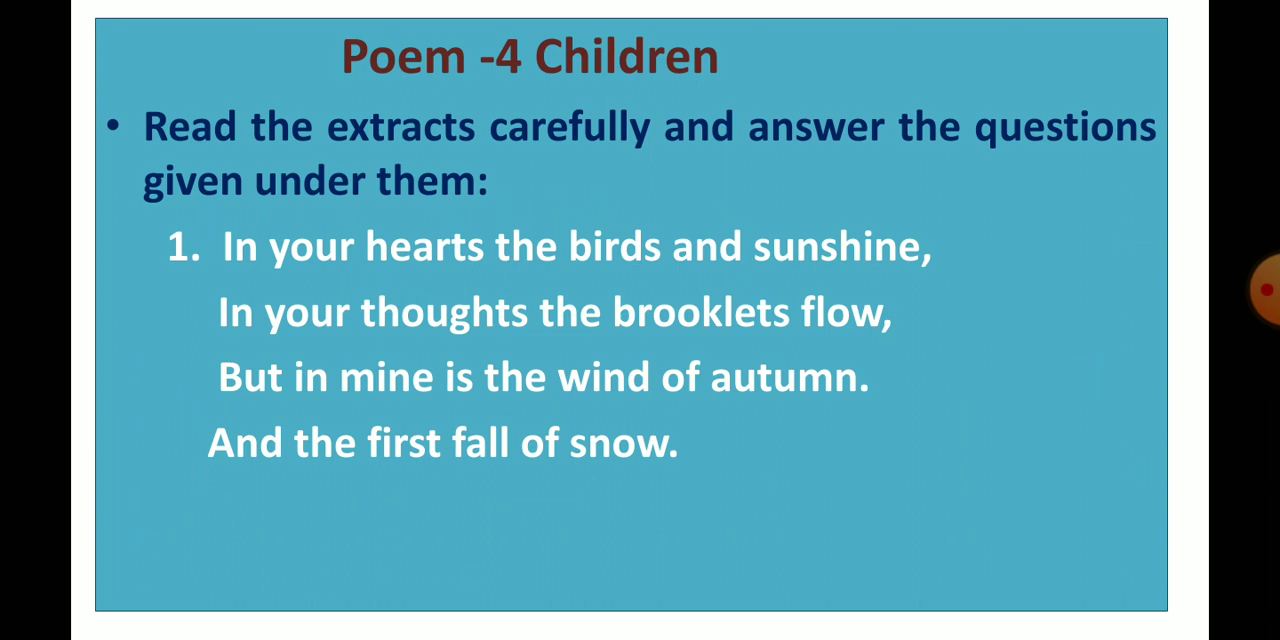 Poem -4 Children
• Read the extracts carefully and answer the questions
given under them:
1. In your hearts the birds and sunshine,
In your thoughts the brooklets flow,
But in mine is the wind of autumn.
And the first fall of snow.